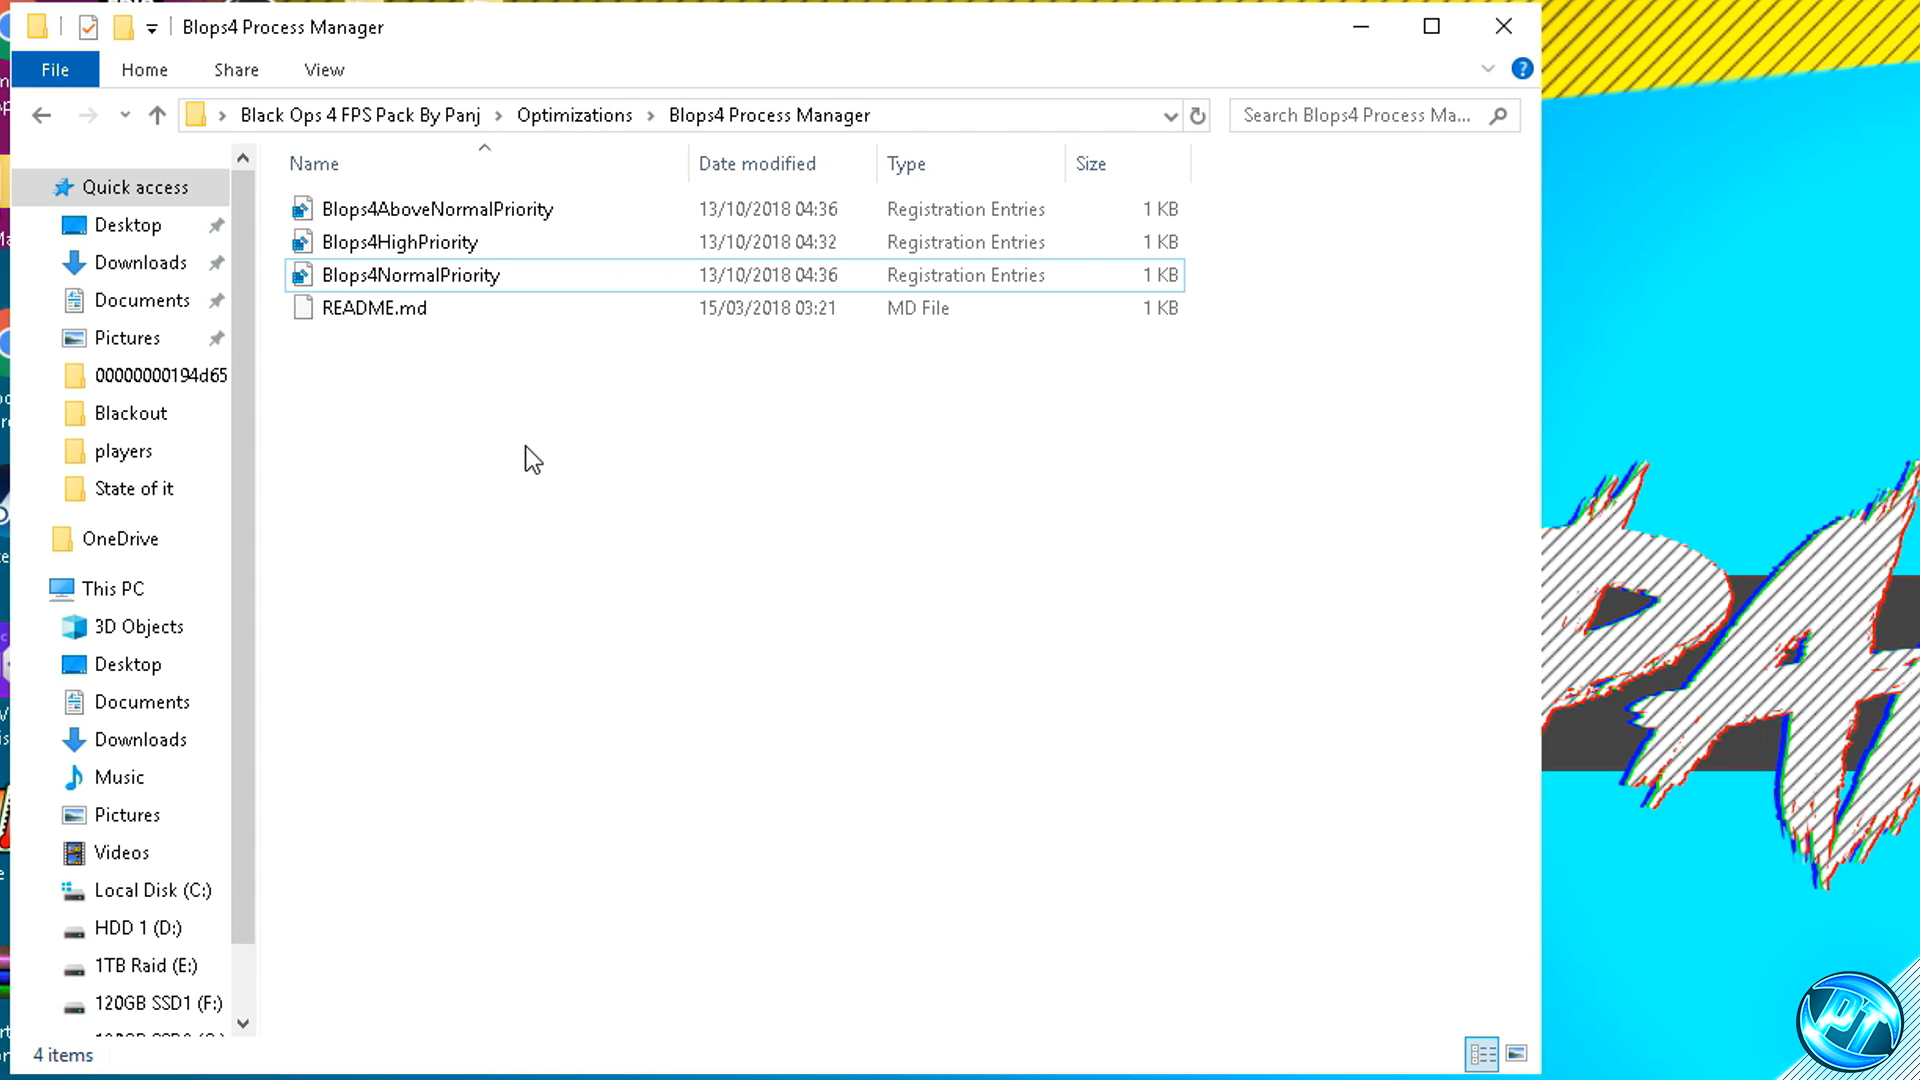 Blops4 Process Manager
File Home Share View
Black Ops 4 FPS Pack By Panj Optimizations Blops4 Process Manager Search Blops4 Process Ma...
Name Date modified Type Size
Quick access
Desktop
Downloads
Documents
Pictures
00000000194d65
Blackout
players
State of it
OneDrive
This PC
3D Objects
Desktop
Documents
Downloads
Music
Pictures
Videos
Local Disk (C:)
HDD 1 (D:)
1TB Raid (E:)
120GB SSD1 (F:)
Blops4AboveNormalPriority 13/10/2018 04:36 Registration Entries 1 KB
Blops4HighPriority 13/10/2018 04:32 Registration Entries 1 KB
Blops4NormalPriority 13/10/2018 04:36 Registration Entries 1 KB
README.md 15/03/2018 03:21 MD File 1 KB
4 items
PT